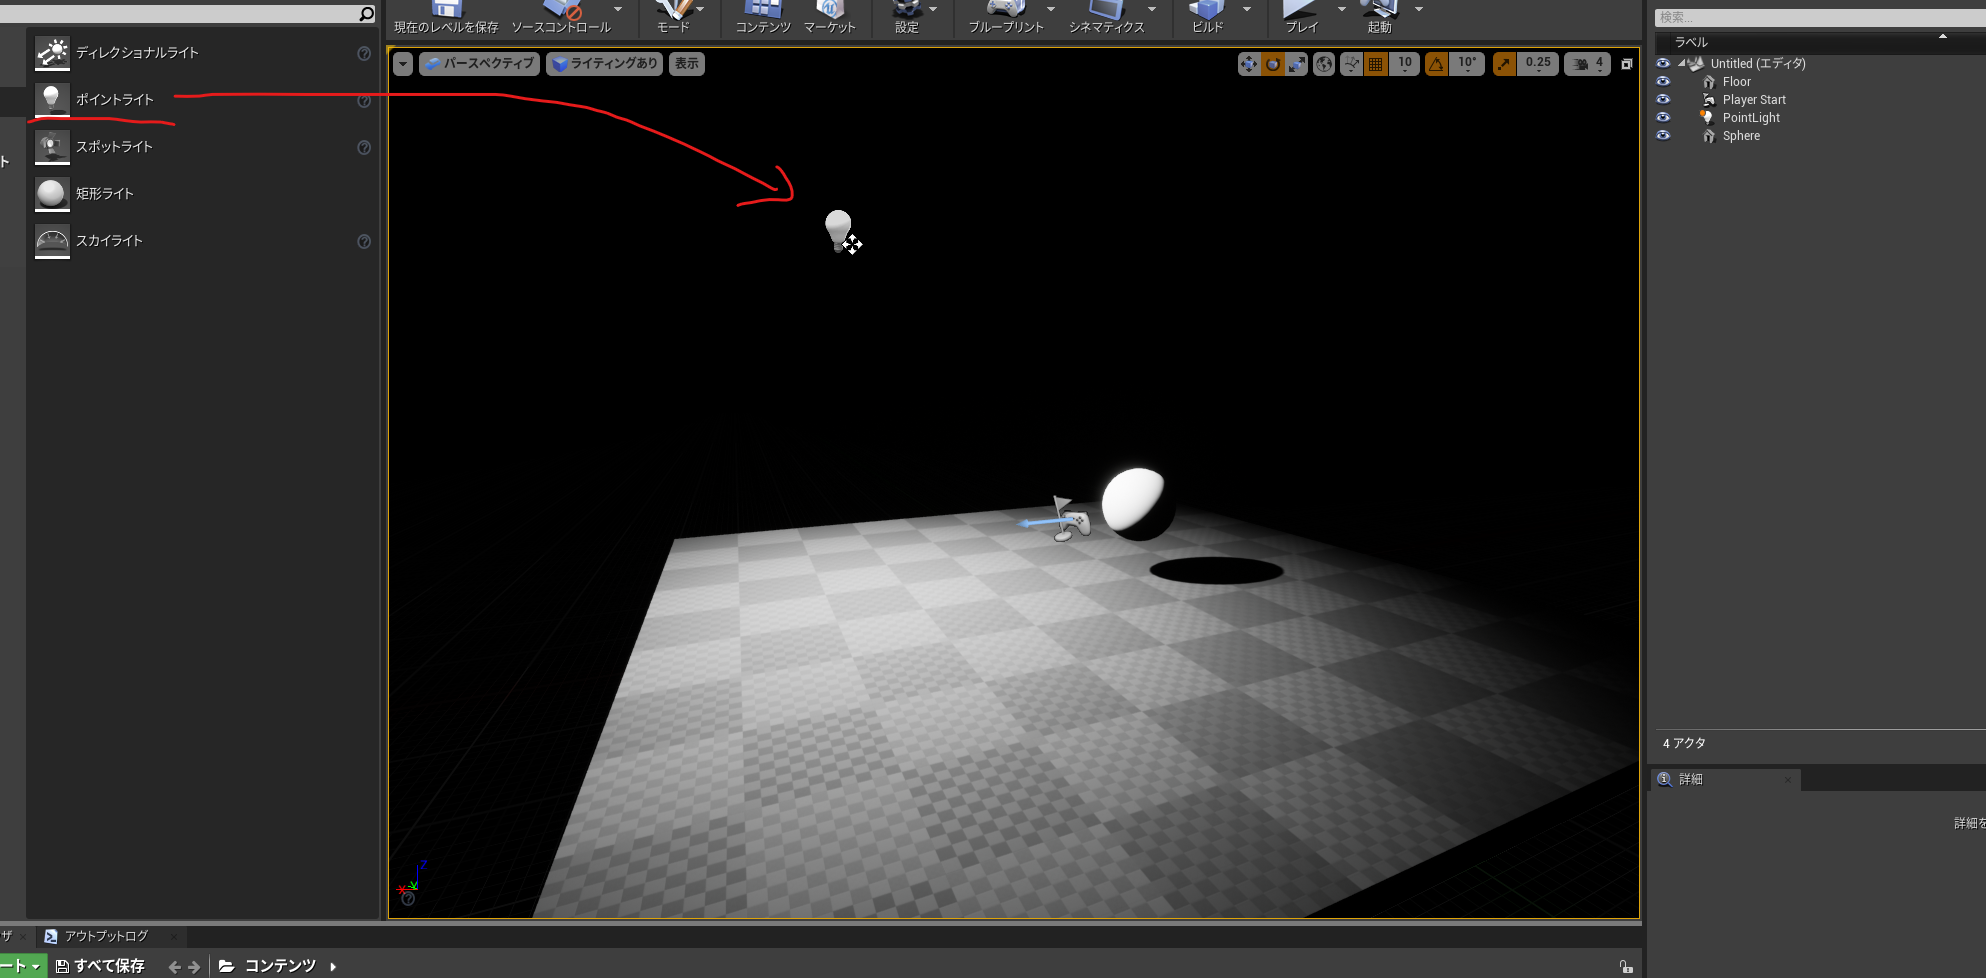 現在のレベルを保存 ソースコントロール モード コンテンツ マーケット 設定 ブループリント シネマティクス ビルド プレイ 起動
ディレクショナルライト
ポイントライト
スポットライト
矩形ライト
スカイライト
ト
パースペクティブ ライティングあり 表示 10 10° 0.25 4
検索...
ラベル
Untitled (エディタ)
Floor
Player Start
PointLight
Sphere
4 アクタ
詳細
詳細を
Z
X Y
ザ アウトプットログ
ート すべて保存 コンテンツ